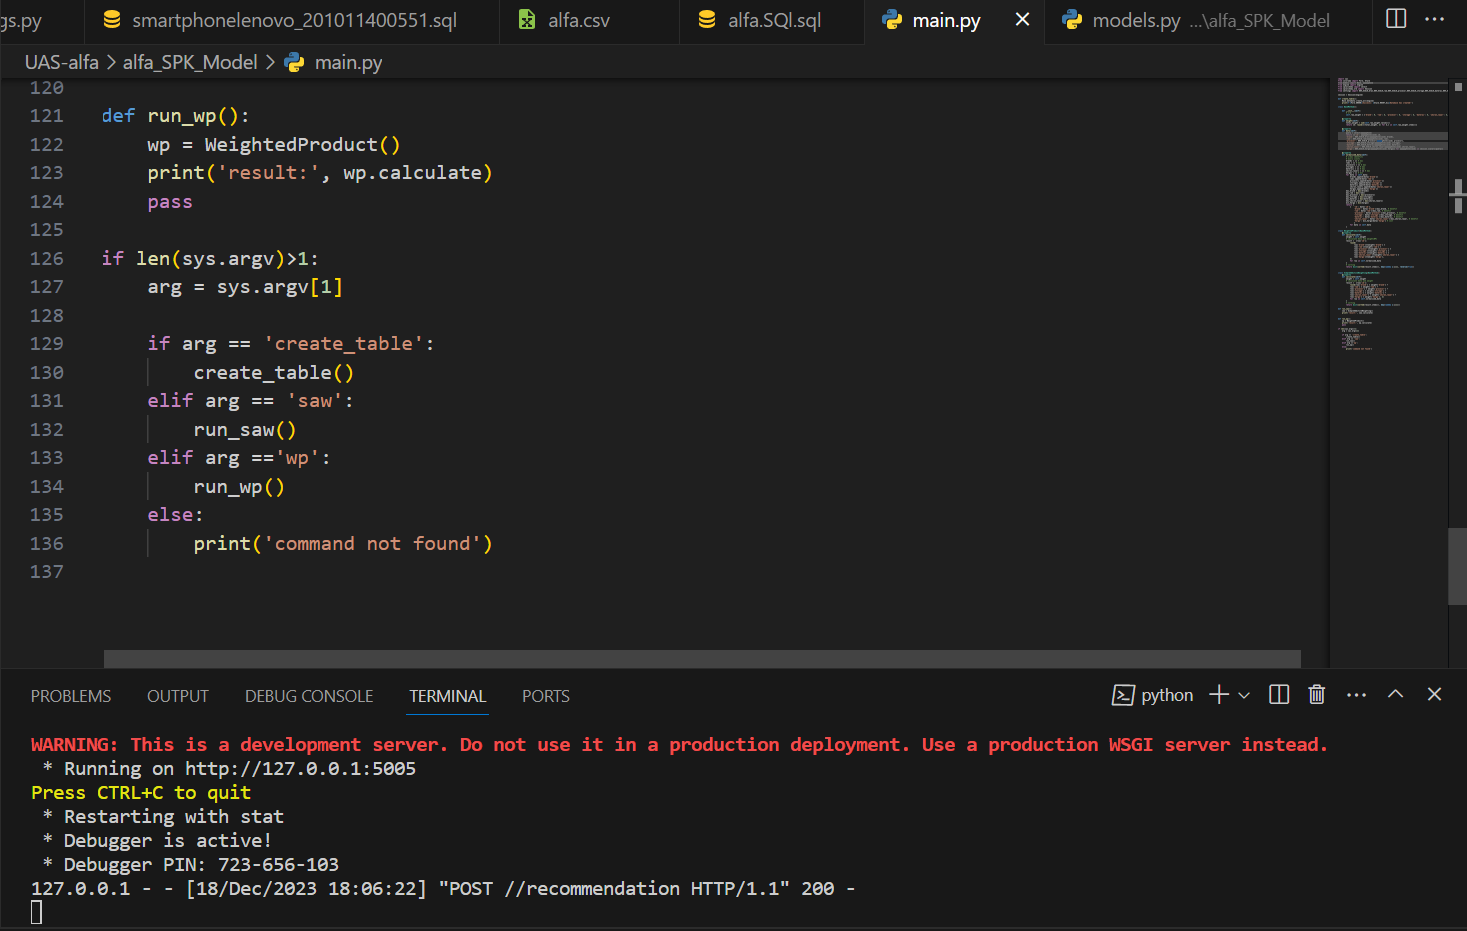 gs.py smartphonelenovo_201011400551.sql alfa.csv alfa.SQl.sql main.py models.py ...\alfa_SPK_Model
UAS-alfa > alfa_SPK_Model > main.py
120
121 def run_wp():
122 wp = WeightedProduct()
123 print('result:', wp.calculate)
124 pass
125
126 if len(sys.argv)>1:
127 arg = sys.argv[1]
128
129 if arg == 'create_table':
130 create_table()
131 elif arg == 'saw':
132 run_saw()
133 elif arg =='wp':
134 run_wp()
135 else:
136 print('command not found')
137
PROBLEMS OUTPUT DEBUG CONSOLE TERMINAL PORTS python
WARNING: This is a development server. Do not use it in a production deployment. Use a production WSGI server instead.
* Running on http://127.0.0.1:5005
Press CTRL+C to quit
* Restarting with stat
* Debugger is active!
* Debugger PIN: 723-656-103
127.0.0.1 - - [18/Dec/2023 18:06:22] "POST //recommendation HTTP/1.1" 200 -